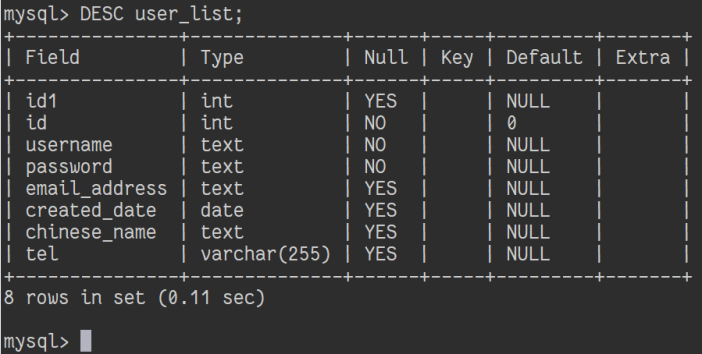 mysql> DESC user_list;
+---------------+--------------+------+-----+---------+-------+
| Field         | Type         | Null | Key | Default | Extra |
+---------------+--------------+------+-----+---------+-------+
| id1           | int          | YES  |     | NULL    |       |
| id            | int          | NO   |     | 0       |       |
| username      | text         | NO   |     | NULL    |       |
| password      | text         | NO   |     | NULL    |       |
| email_address | text         | YES  |     | NULL    |       |
| created_date  | date         | YES  |     | NULL    |       |
| chinese_name  | text         | YES  |     | NULL    |       |
| tel           | varchar(255) | YES  |     | NULL    |       |
+---------------+--------------+------+-----+---------+-------+
8 rows in set (0.11 sec)
mysql>